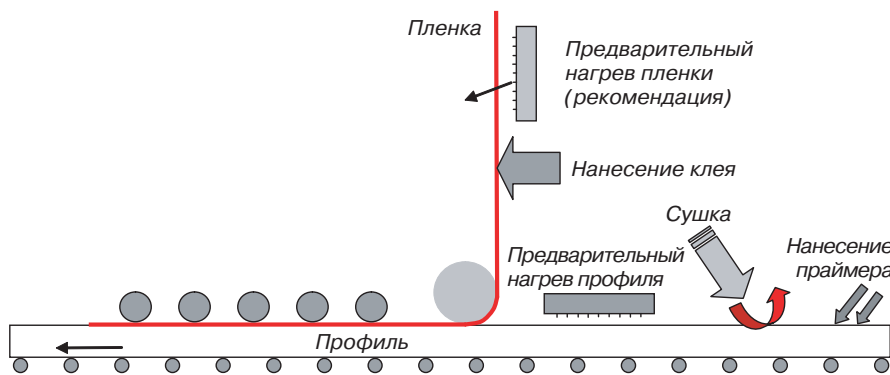 Пленка
Предварительный
нагрев пленки
(рекомендация)
Нанесение клея
Сушка
Предварительный
нагрев профиля
Нанесение
праймера
Профиль